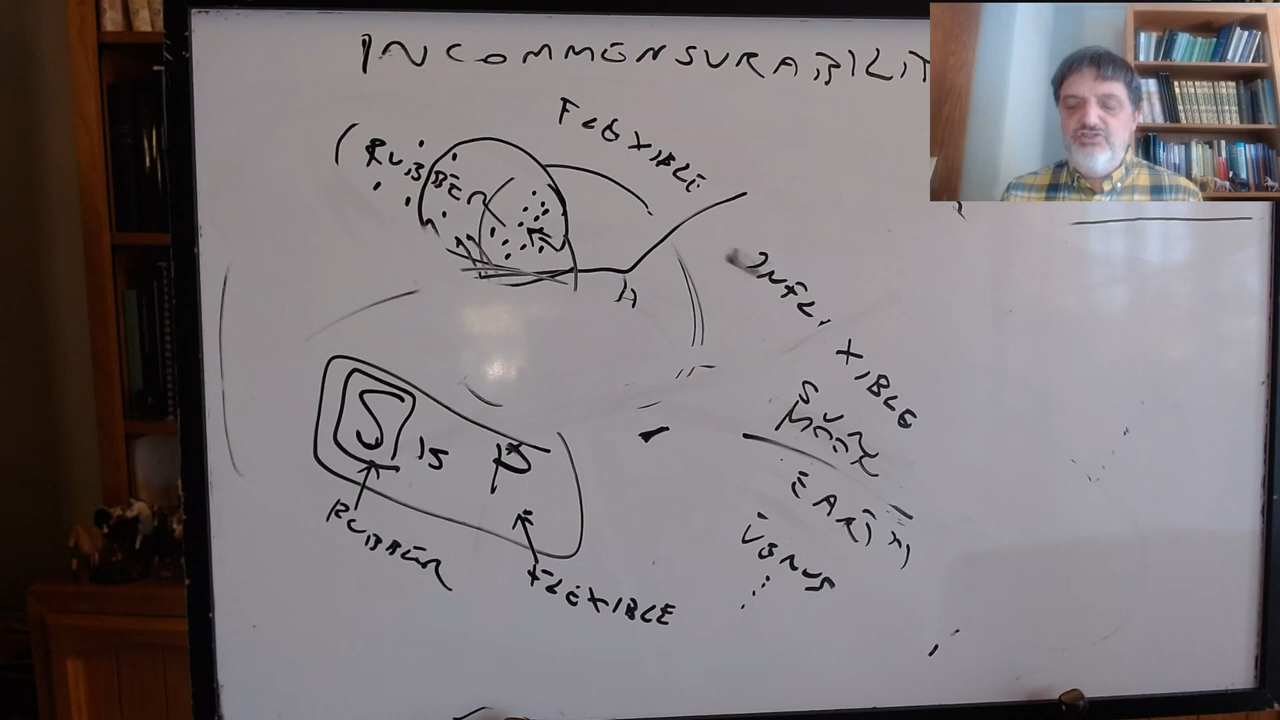 INCOMMENSURABILIT
FLEXIBLE
(RUBBER
A
INFLEXIBLE
SUN
MOON
EARTH
VENUS
S IS P
RUBBER
FLEXIBLE